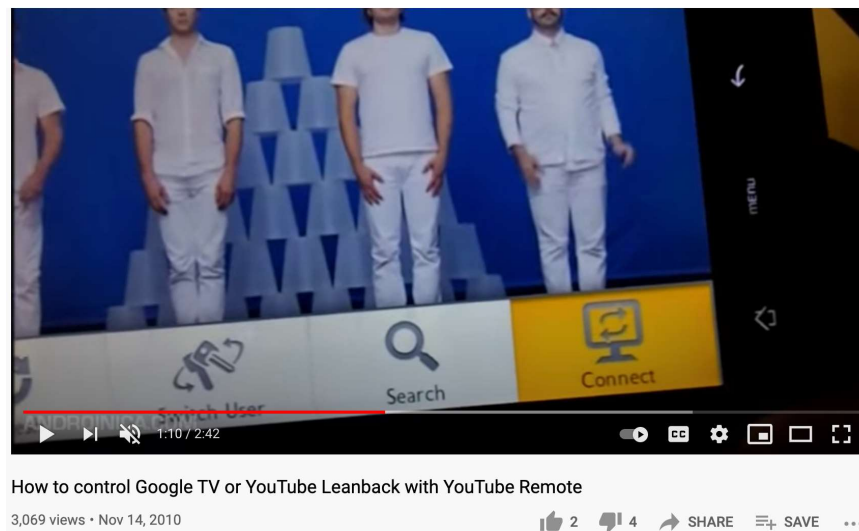 menu
Search
Connect
Switch User
ANDROINICA.COM
1:10 / 2:42
CC
How to control Google TV or YouTube Leanback with YouTube Remote
3,069 views • Nov 14, 2010
2
4
SHARE
SAVE